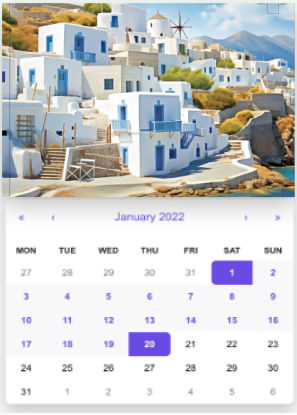 « ‹ January 2022 › »
MON TUE WED THU FRI SAT SUN
27 28 29 30 31 1 2
3 4 5 6 7 8 9
10 11 12 13 14 15 16
17 18 19 20 21 22 23
24 25 26 27 28 29 30
31 1 2 3 4 5 6